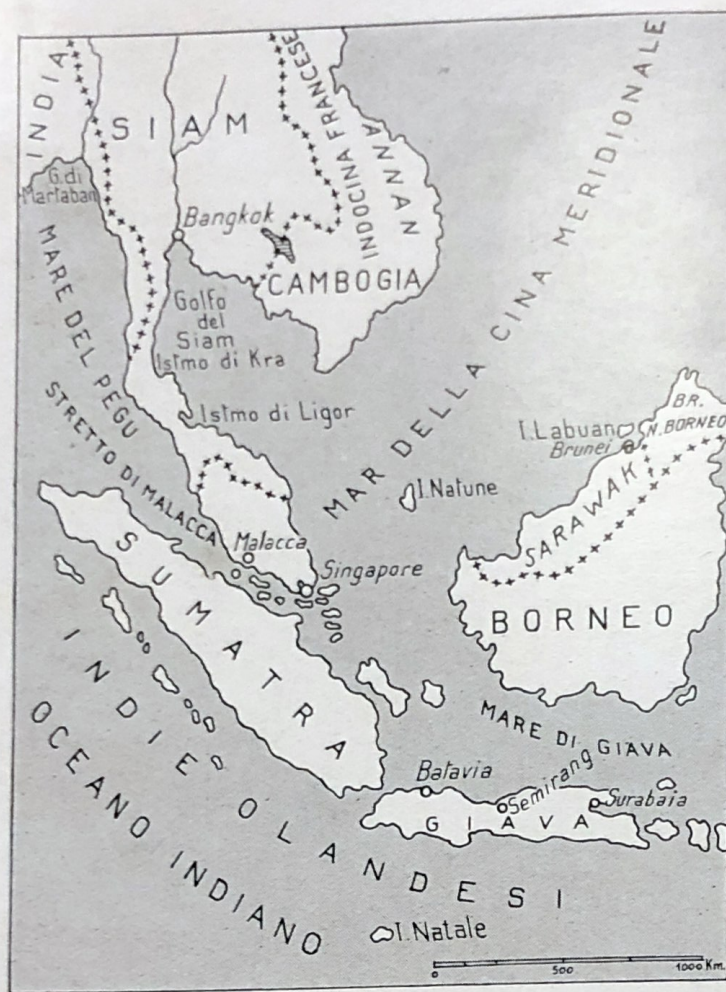 INDIA
SIAM
INDOCINA FRANCESE
ANNAN
G. di
Martaban
Bangkok
CAMBOGIA
MARE DEL PEGU
Golfo
del
Siam
Istmo di Kra
Istmo di Ligor
STRETTO DI MALACCA
MAR DELLA CINA MERIDIONALE
I. Natune
BR.
N. BORNEO
I. Labuan
Brunei
SARAWAK
BORNEO
Malacca
Singapore
SUMATRA
INDIE OLANDESI
OCEANO INDIANO
MARE DI GIAVA
Batavia
Semirang
Surabaia
GIAVA
I. Natale
0 500 1000 Km.